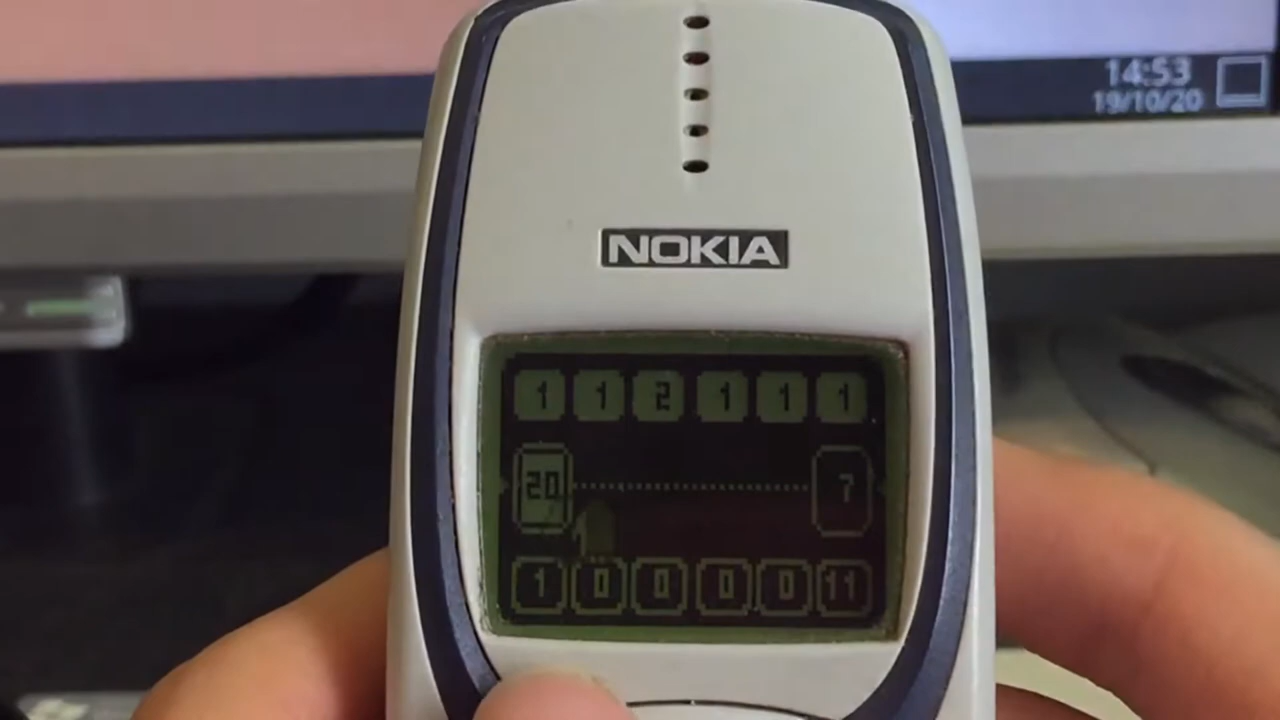 14:53
19/10/20
NOKIA
1 1 2 1 1 1
20 7
1 0 0 0 0 11